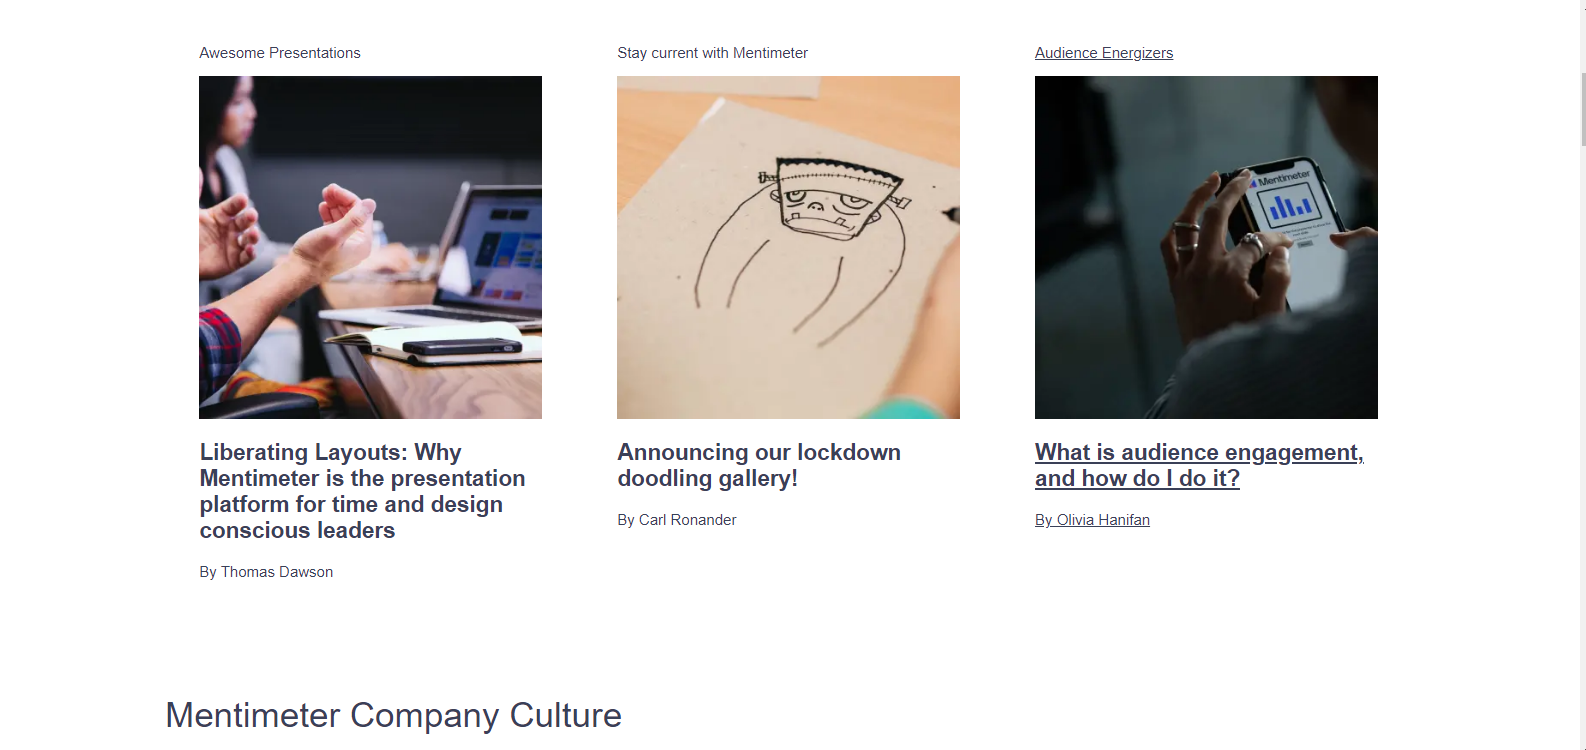 Awesome Presentations
Stay current with Mentimeter
Audience Energizers
Mentimeter
Liberating Layouts: Why
Mentimeter is the presentation
platform for time and design
conscious leaders
By Thomas Dawson
Announcing our lockdown
doodling gallery!
By Carl Ronander
What is audience engagement,
and how do I do it?
By Olivia Hanifan
Mentimeter Company Culture